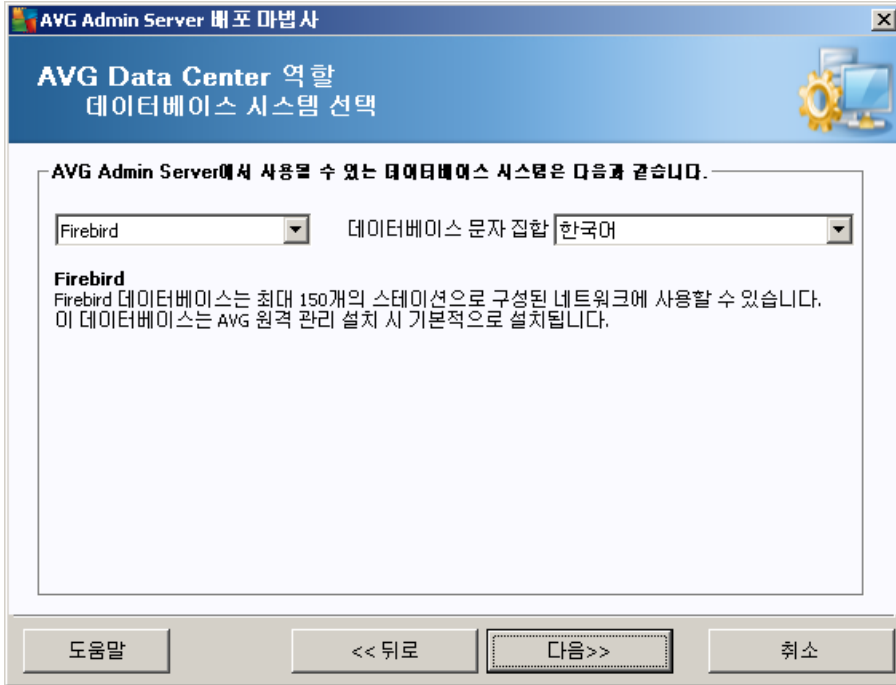 AVG Admin Server 배포 마법사
AVG Data Center 역할
데이터베이스 시스템 선택
AVG Admin Server에서 사용될 수 있는 데이터베이스 시스템은 다음과 같습니다.
Firebird 데이터베이스 문자 집합 한국어
Firebird
Firebird 데이터베이스는 최대 150개의 스테이션으로 구성된 네트워크에 사용할 수 있습니다.
이 데이터베이스는 AVG 원격 관리 설치 시 기본적으로 설치됩니다.
도움말 << 뒤로 다음>> 취소